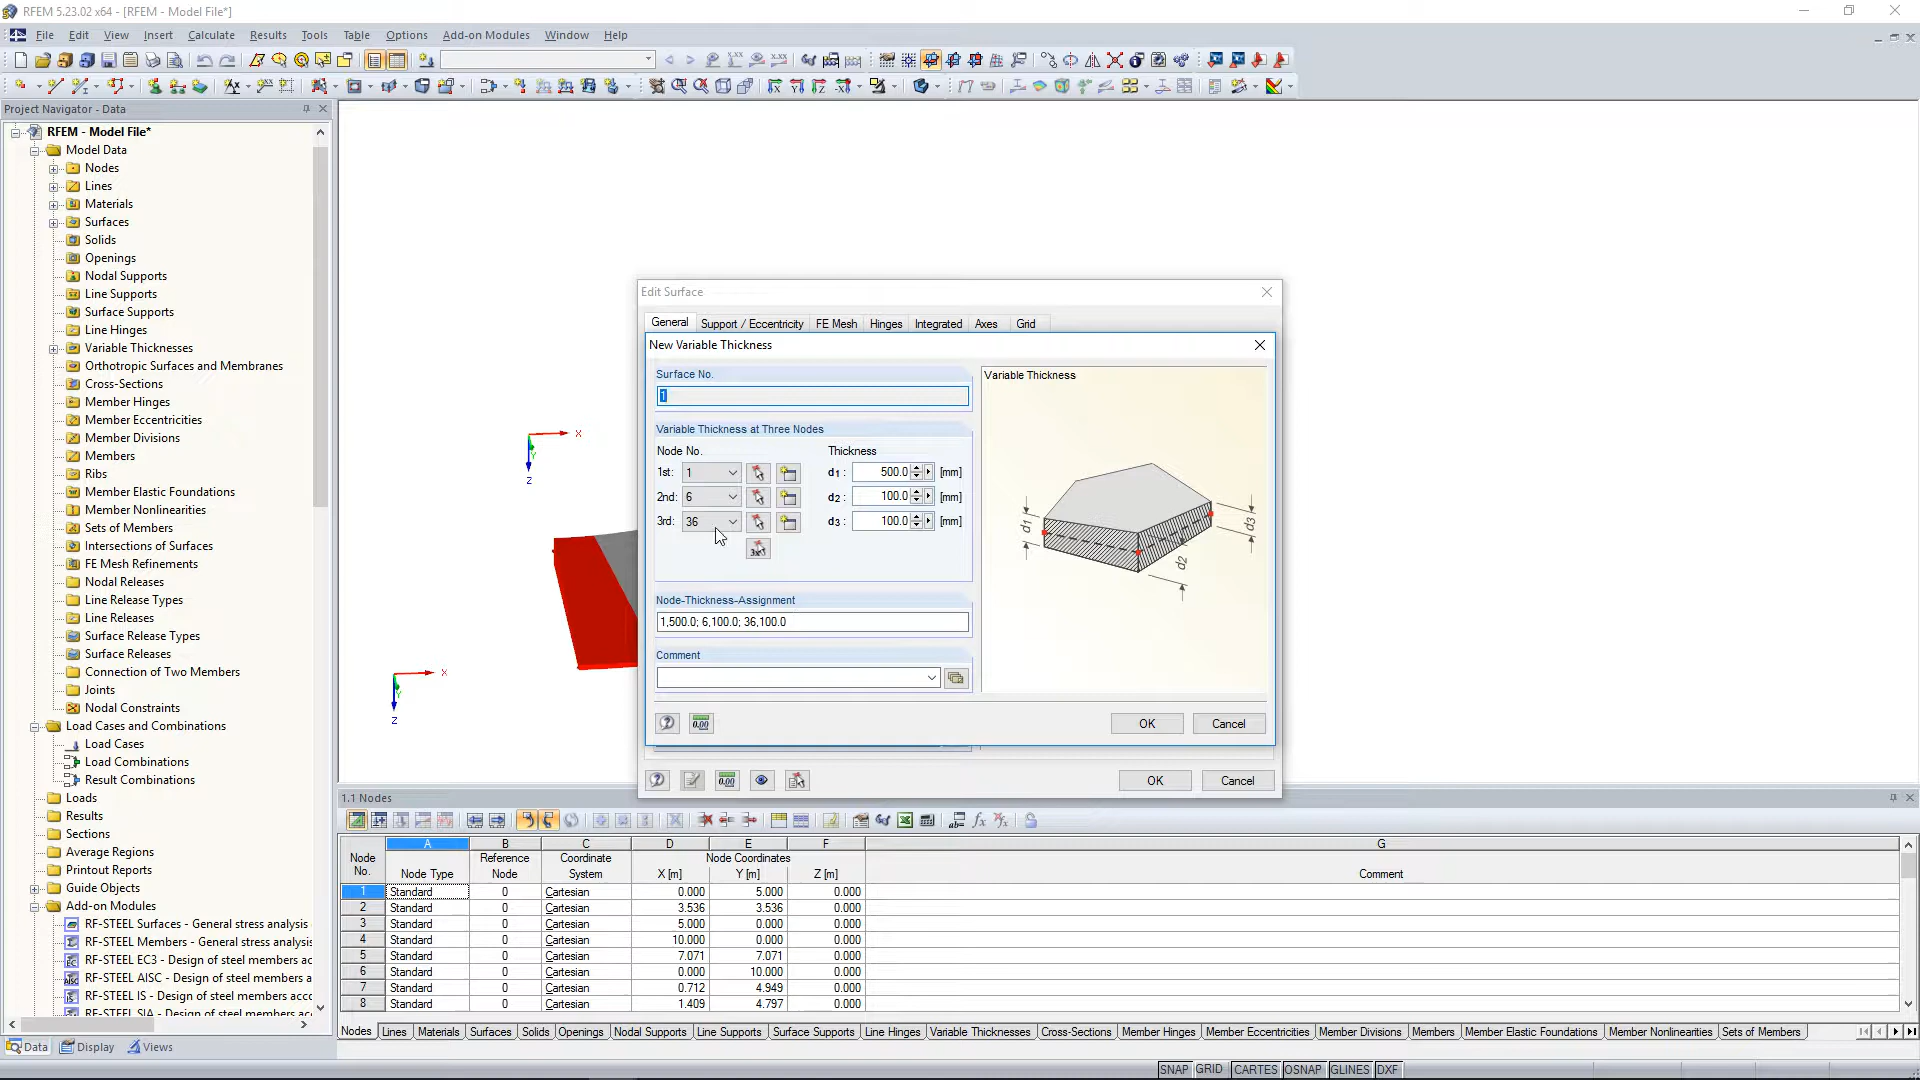 RFEM 5.23.02 x64 - [RFEM - Model File*]
File Edit View Insert Calculate Results Tools Table Options Add-on Modules Window Help
Project Navigator - Data
RFEM - Model File*
Model Data
Nodes
Lines
Materials
Surfaces
Solids
Openings
Nodal Supports
Line Supports
Surface Supports
Line Hinges
Variable Thicknesses
Orthotropic Surfaces and Membranes
Cross-Sections
Member Hinges
Member Eccentricities
Member Divisions
Members
Ribs
Member Elastic Foundations
Member Nonlinearities
Sets of Members
Intersections of Surfaces
FE Mesh Refinements
Nodal Releases
Line Release Types
Line Releases
Surface Release Types
Surface Releases
Connection of Two Members
Joints
Nodal Constraints
Load Cases and Combinations
Load Cases
Load Combinations
Result Combinations
Loads
Results
Sections
Average Regions
Printout Reports
Guide Objects
Add-on Modules
RF-STEEL Surfaces - General stress analysis
RF-STEEL Members - General stress analysis
RF-STEEL EC3 - Design of steel members ac
RF-STEEL AISC - Design of steel members a
RF-STEEL IS - Design of steel members acc
RF-STEEL SIA - Design of steel members acc
Data Display Views
X
Y
Z
X
Y
Z
Edit Surface
General Support / Eccentricity FE Mesh Hinges Integrated Axes Grid
New Variable Thickness
Surface No.
1
Variable Thickness at Three Nodes
Node No. Thickness
1st: 1 d1 : 500.0 [mm]
2nd: 6 d2 : 100.0 [mm]
3rd: 36 d3 : 100.0 [mm]
3x
Node-Thickness-Assignment
1,500.0; 6,100.0; 36,100.0
Comment
Variable Thickness
d1
d2
d3
0.00
OK Cancel
0.00
OK Cancel
1.1 Nodes
A B C D E F G
Node Reference Coordinate Node Coordinates
No. Node Type Node System X [m] Y [m] Z [m] Comment
1 Standard 0 Cartesian 0.000 5.000 0.000
2 Standard 0 Cartesian 3.536 3.536 0.000
3 Standard 0 Cartesian 5.000 0.000 0.000
4 Standard 0 Cartesian 10.000 0.000 0.000
5 Standard 0 Cartesian 7.071 7.071 0.000
6 Standard 0 Cartesian 0.000 10.000 0.000
7 Standard 0 Cartesian 0.712 4.949 0.000
8 Standard 0 Cartesian 1.409 4.797 0.000
Nodes Lines Materials Surfaces Solids Openings Nodal Supports Line Supports Surface Supports Line Hinges Variable Thicknesses Cross-Sections Member Hinges Member Eccentricities Member Divisions Members Member Elastic Foundations Member Nonlinearities Sets of Members
SNAP GRID CARTES OSNAP GLINES DXF